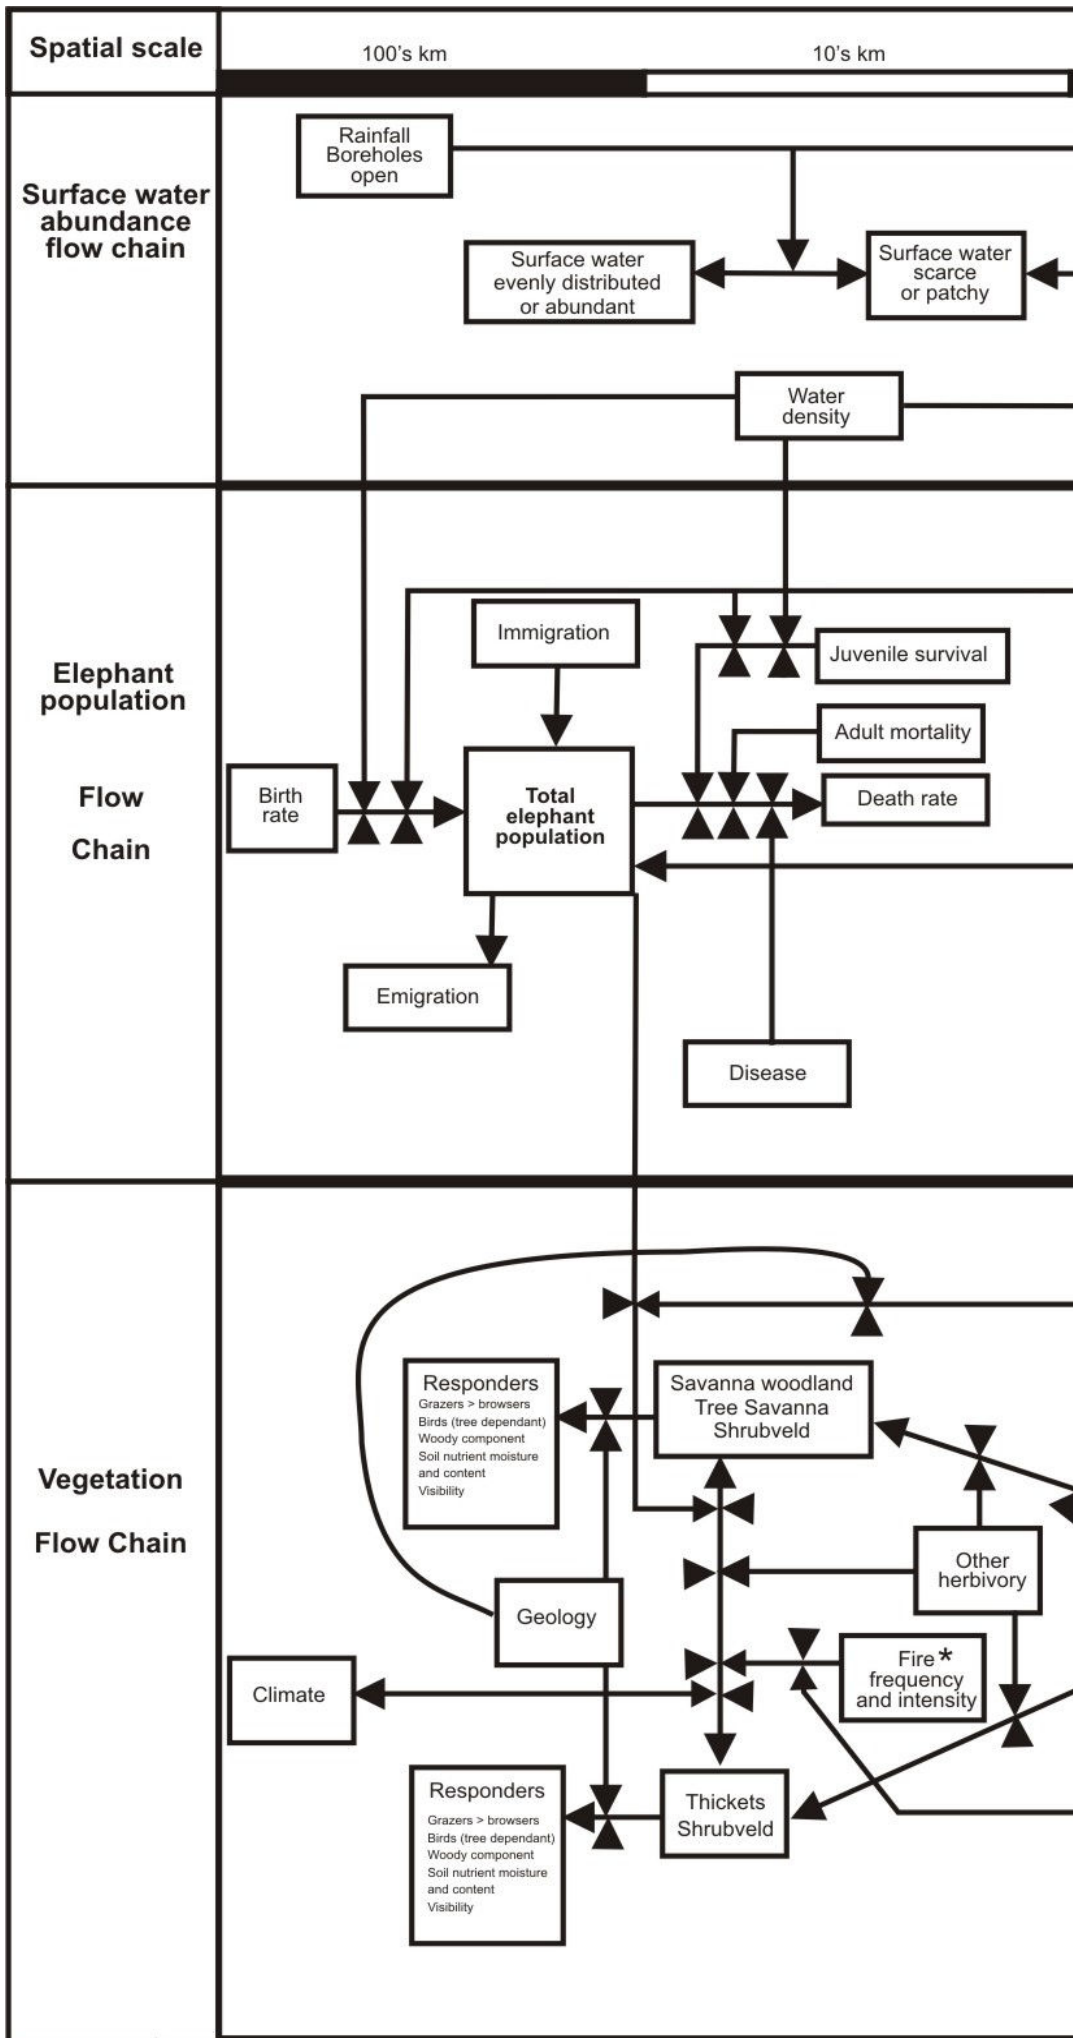 Spatial scale
100's km
10's km
Surface water
abundance
flow chain
Rainfall
Boreholes
open
Surface water
evenly distributed
or abundant
Surface water
scarce
or patchy
Water
density
Elephant
population
Flow
Chain
Immigration
Juvenile survival
Adult mortality
Birth
rate
Total
elephant
population
Death rate
Emigration
Disease
Vegetation
Flow Chain
Responders
Grazers > browsers
Birds (tree dependant)
Woody component
Soil nutrient moisture
and content
Visibility
Savanna woodland
Tree Savanna
Shrubveld
Other
herbivory
Geology
Fire*
frequency
and intensity
Climate
Responders
Grazers > browsers
Birds (tree dependant)
Woody component
Soil nutrient moisture
and content
Visibility
Thickets
Shrubveld